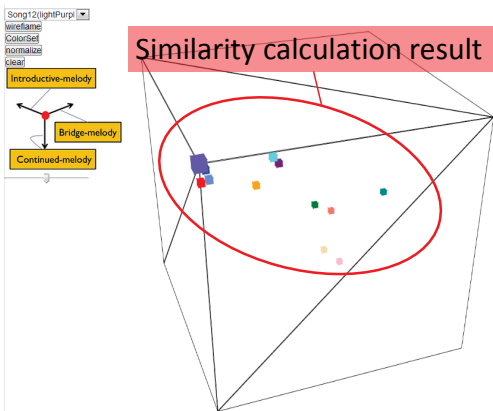 Song12(lightPurpl
wireframe
ColorSet
normalize
clear
Introductive-melody
Bridge-melody
Continued-melody
Similarity calculation result